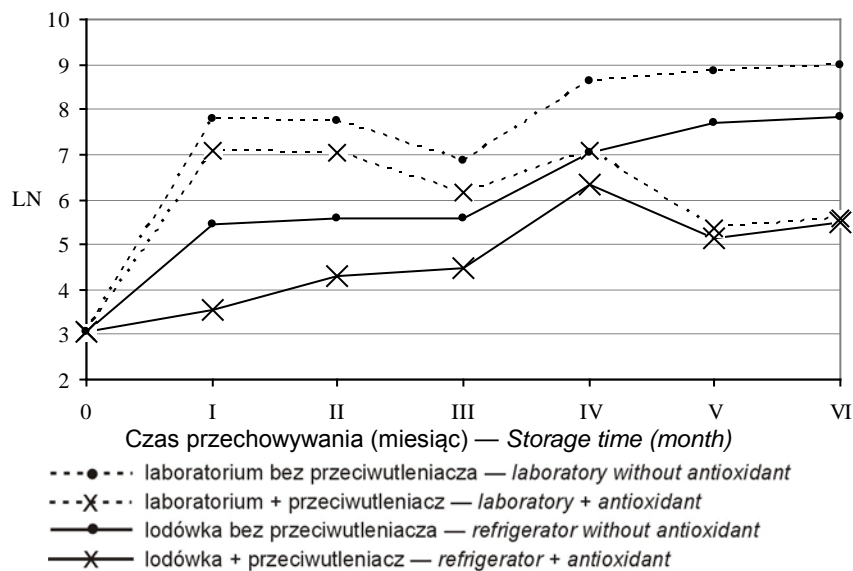 10
9
8
7
LN
6
5
4
3
2
0 I II III IV V VI
Czas przechowywania (miesiąc) — Storage time (month)
laboratorium bez przeciwutleniacza — laboratory without antioxidant
laboratorium + przeciwutleniacz — laboratory + antioxidant
lodówka bez przeciwutleniacza — refrigerator without antioxidant
lodówka + przeciwutleniacz — refrigerator + antioxidant